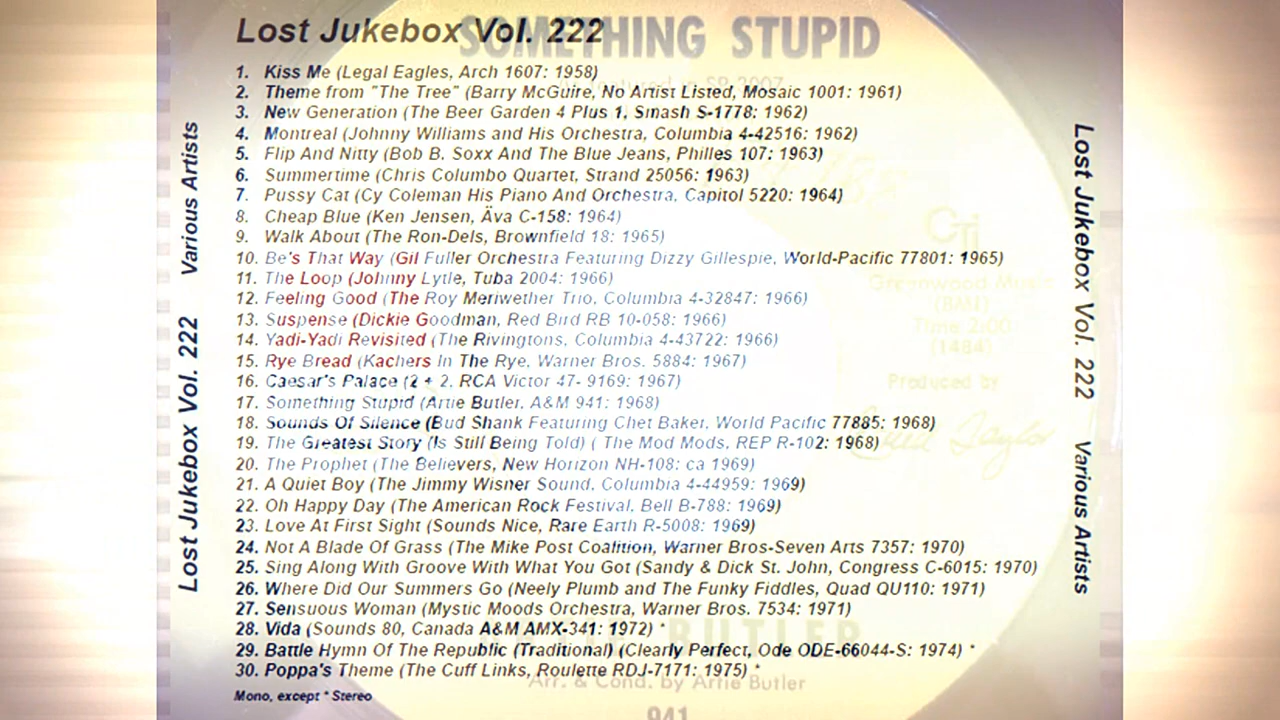 Lost Jukebox Vol. 222
SOMETHING STUPID
1. Kiss Me (Legal Eagles, Arch 1607: 1958)
2. Theme from "The Tree" (Barry McGuire, No Artist Listed, Mosaic 1001: 1961)
3. New Generation (The Beer Garden 4 Plus 1, Smash S-1778: 1962)
4. Montreal (Johnny Williams and His Orchestra, Columbia 4-42516: 1962)
5. Flip And Nitty (Bob B. Soxx And The Blue Jeans, Philles 107: 1963)
6. Summertime (Chris Columbo Quartet, Strand 25056: 1963)
7. Pussy Cat (Cy Coleman His Piano And Orchestra, Capitol 5220: 1964)
8. Cheap Blue (Ken Jensen, Äva C-158: 1964)
9. Walk About (The Ron-Dels, Brownfield 18: 1965)
10. Be's That Way (Gil Fuller Orchestra Featuring Dizzy Gillespie, World-Pacific 77801: 1965)
11. The Loop (Johnny Lytle, Tuba 2004: 1966)
12. Feeling Good (The Roy Meriwether Trio, Columbia 4-32847: 1966)
13. Suspense (Dickie Goodman, Red Bird RB 10-058: 1966)
14. Yadi-Yadi Revisited (The Rivingtons, Columbia 4-43722: 1966)
15. Rye Bread (Kachers In The Rye, Warner Bros. 5884: 1967)
16. Caesar's Palace (2 + 2, RCA Victor 47- 9169: 1967)
17. Something Stupid (Artie Butler, A&M 941: 1968)
18. Sounds Of Silence (Bud Shank Featuring Chet Baker, World Pacific 77885: 1968)
19. The Greatest Story (Is Still Being Told) ( The Mod Mods, REP R-102: 1968)
20. The Prophet (The Believers, New Horizon NH-108: ca 1969)
21. A Quiet Boy (The Jimmy Wisner Sound, Columbia 4-44959: 1969)
22. Oh Happy Day (The American Rock Festival, Bell B-788: 1969)
23. Love At First Sight (Sounds Nice, Rare Earth R-5008: 1969)
24. Not A Blade Of Grass (The Mike Post Coalition, Warner Bros-Seven Arts 7357: 1970)
25. Sing Along With Groove With What You Got (Sandy & Dick St. John, Congress C-6015: 1970)
26. Where Did Our Summers Go (Neely Plumb and The Funky Fiddles, Quad QU110: 1971)
27. Sensuous Woman (Mystic Moods Orchestra, Warner Bros. 7534: 1971)
28. Vida (Sounds 80, Canada A&M AMX-341: 1972) *
29. Battle Hymn Of The Republic (Traditional) (Clearly Perfect, Ode ODE-66044-S: 1974) *
30. Poppa's Theme (The Cuff Links, Roulette RDJ-7171: 1975) *
Mono, except * Stereo
Lost Jukebox Vol. 222 Various Artists
Lost Jukebox Vol. 222 Various Artists
CTi
Greenwood Music
(BMI)
Time 2:00
(1484)
Produced by
Creed Taylor
BUTLER
Arr. & Cond. by Artie Butler
941